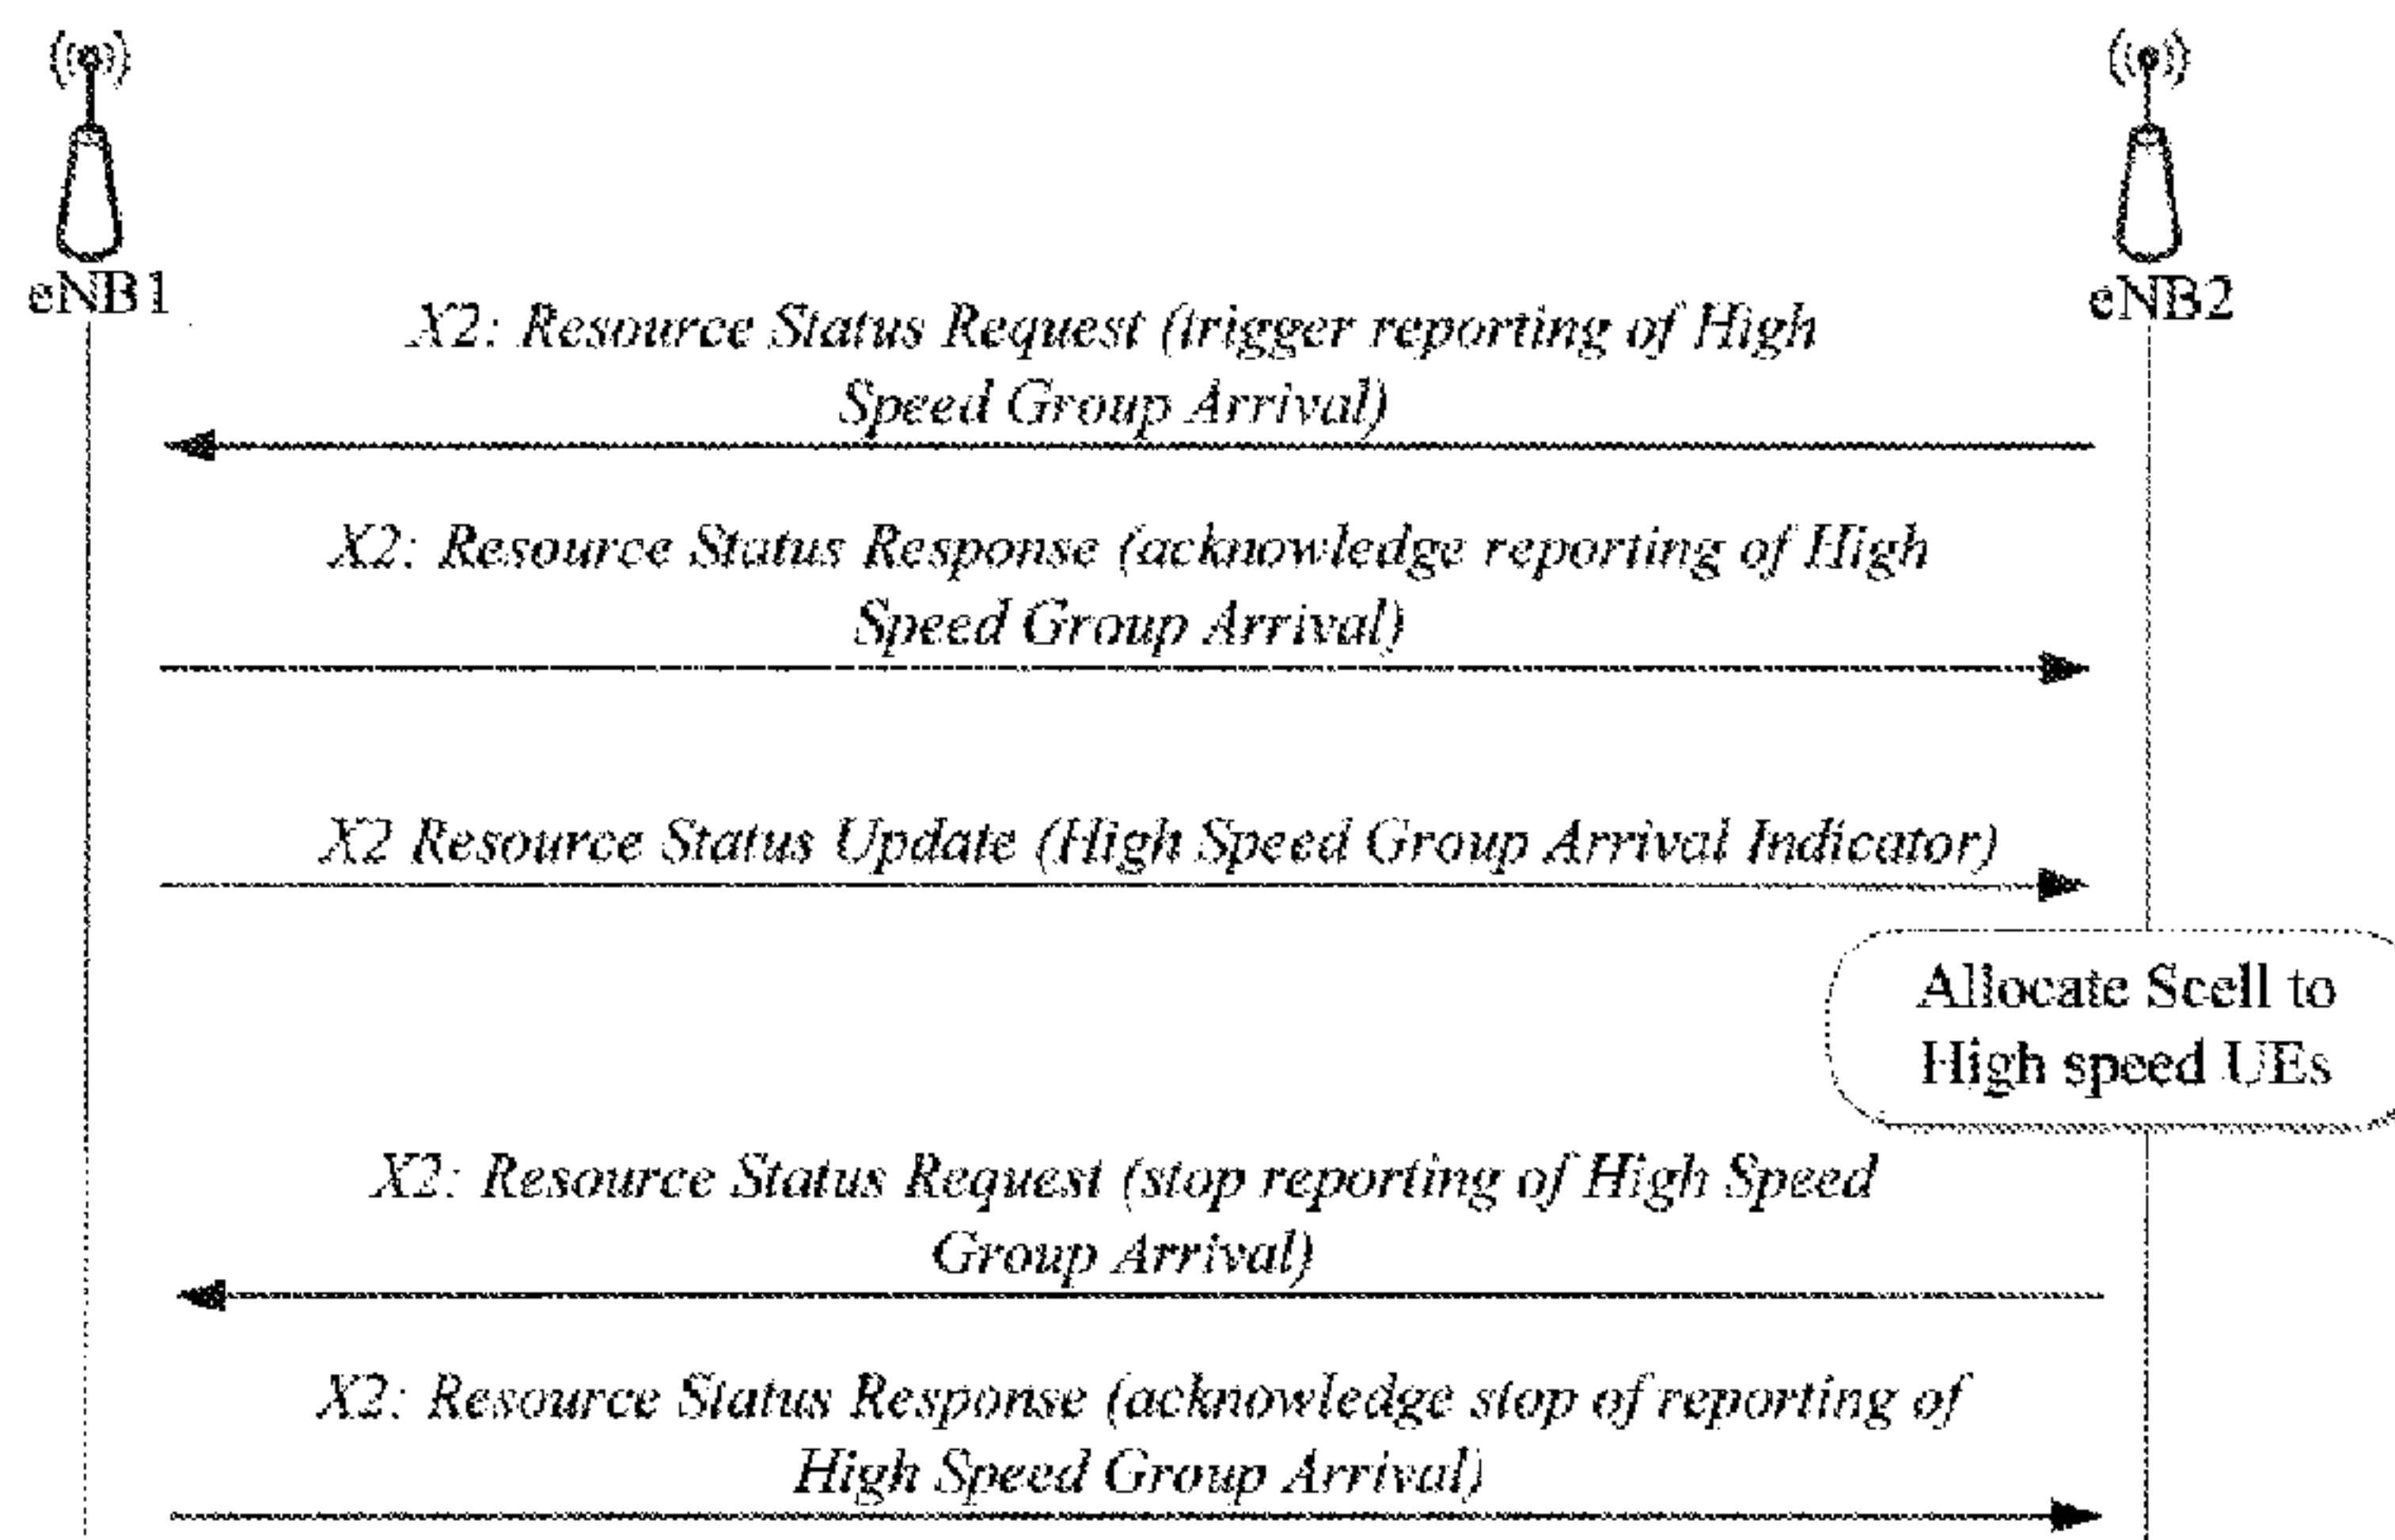 eNB1
eNB2
X2: Resource Status Request (trigger reporting of High
Speed Group Arrival)
X2: Resource Status Response (acknowledge reporting of High
Speed Group Arrival)
X2 Resource Status Update (High Speed Group Arrival Indicator)
Allocate Scell to
High speed UEs
X2: Resource Status Request (stop reporting of High Speed
Group Arrival)
X2: Resource Status Response (acknowledge stop of reporting of
High Speed Group Arrival)